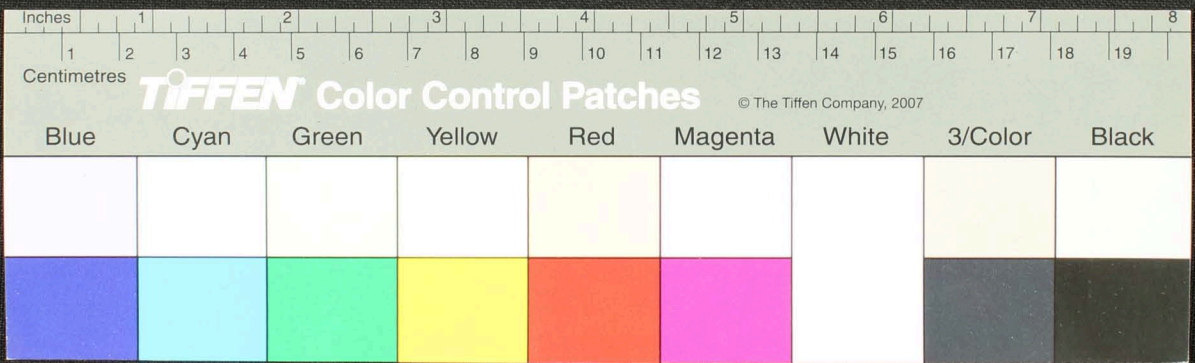 Inches 1 2 3 4 5 6 7 8
1 2 3 4 5 6 7 8 9 10 11 12 13 14 15 16 17 18 19
Centimetres
TIFFEN® Color Control Patches © The Tiffen Company, 2007
Blue Cyan Green Yellow Red Magenta White 3/Color Black